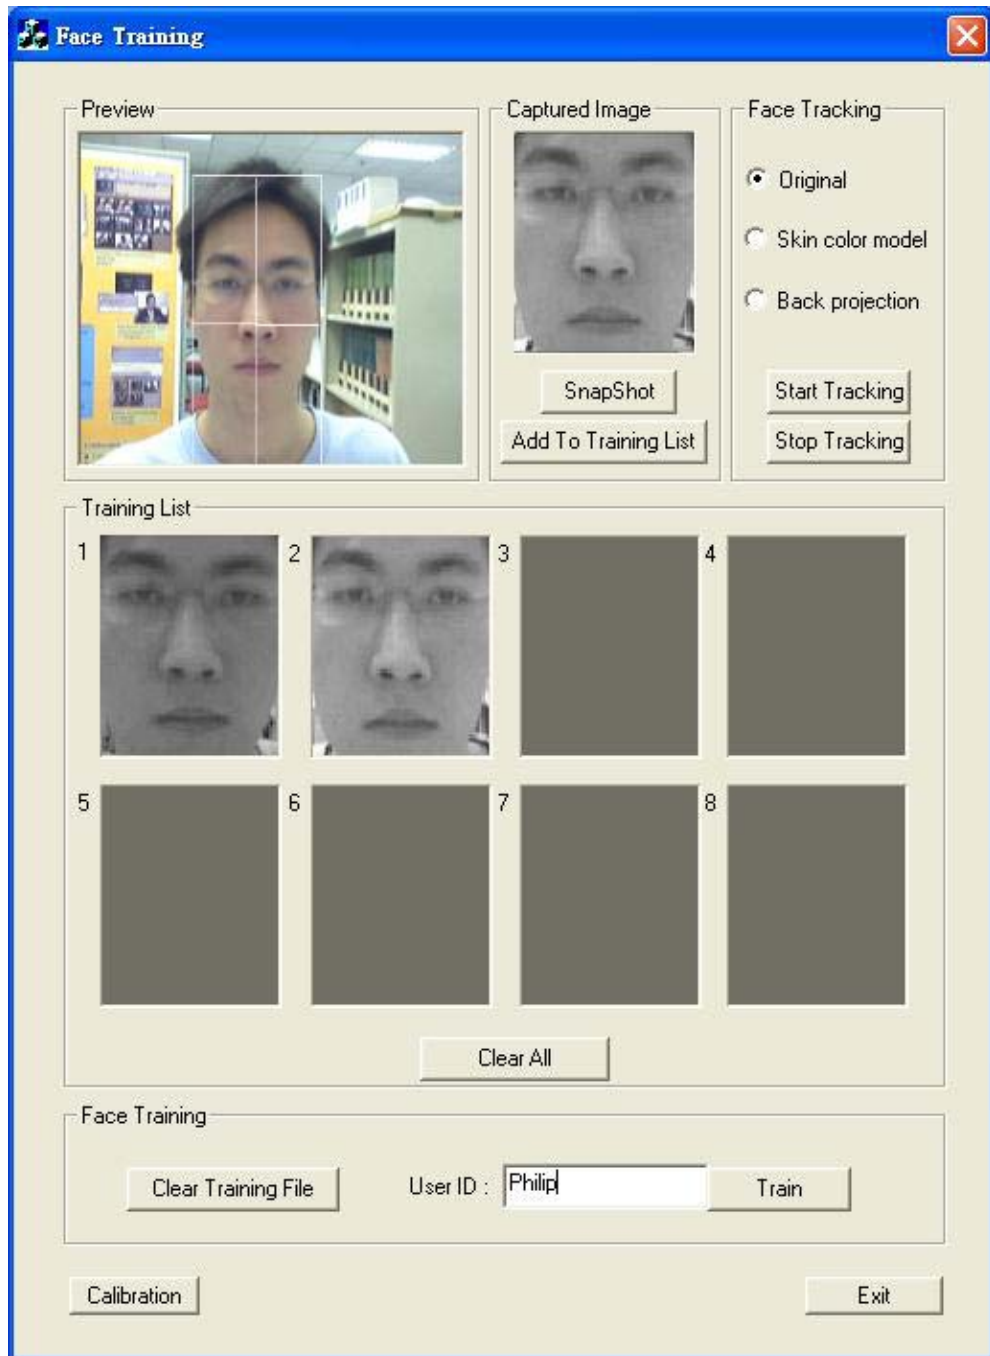 Face Training
Preview
Captured Image
Face Tracking
Original
Skin color model
Back projection
SnapShot
Start Tracking
Add To Training List
Stop Tracking
Training List
1 2 3 4
5 6 7 8
Clear All
Face Training
Clear Training File
User ID :
Philip
Train
Calibration
Exit